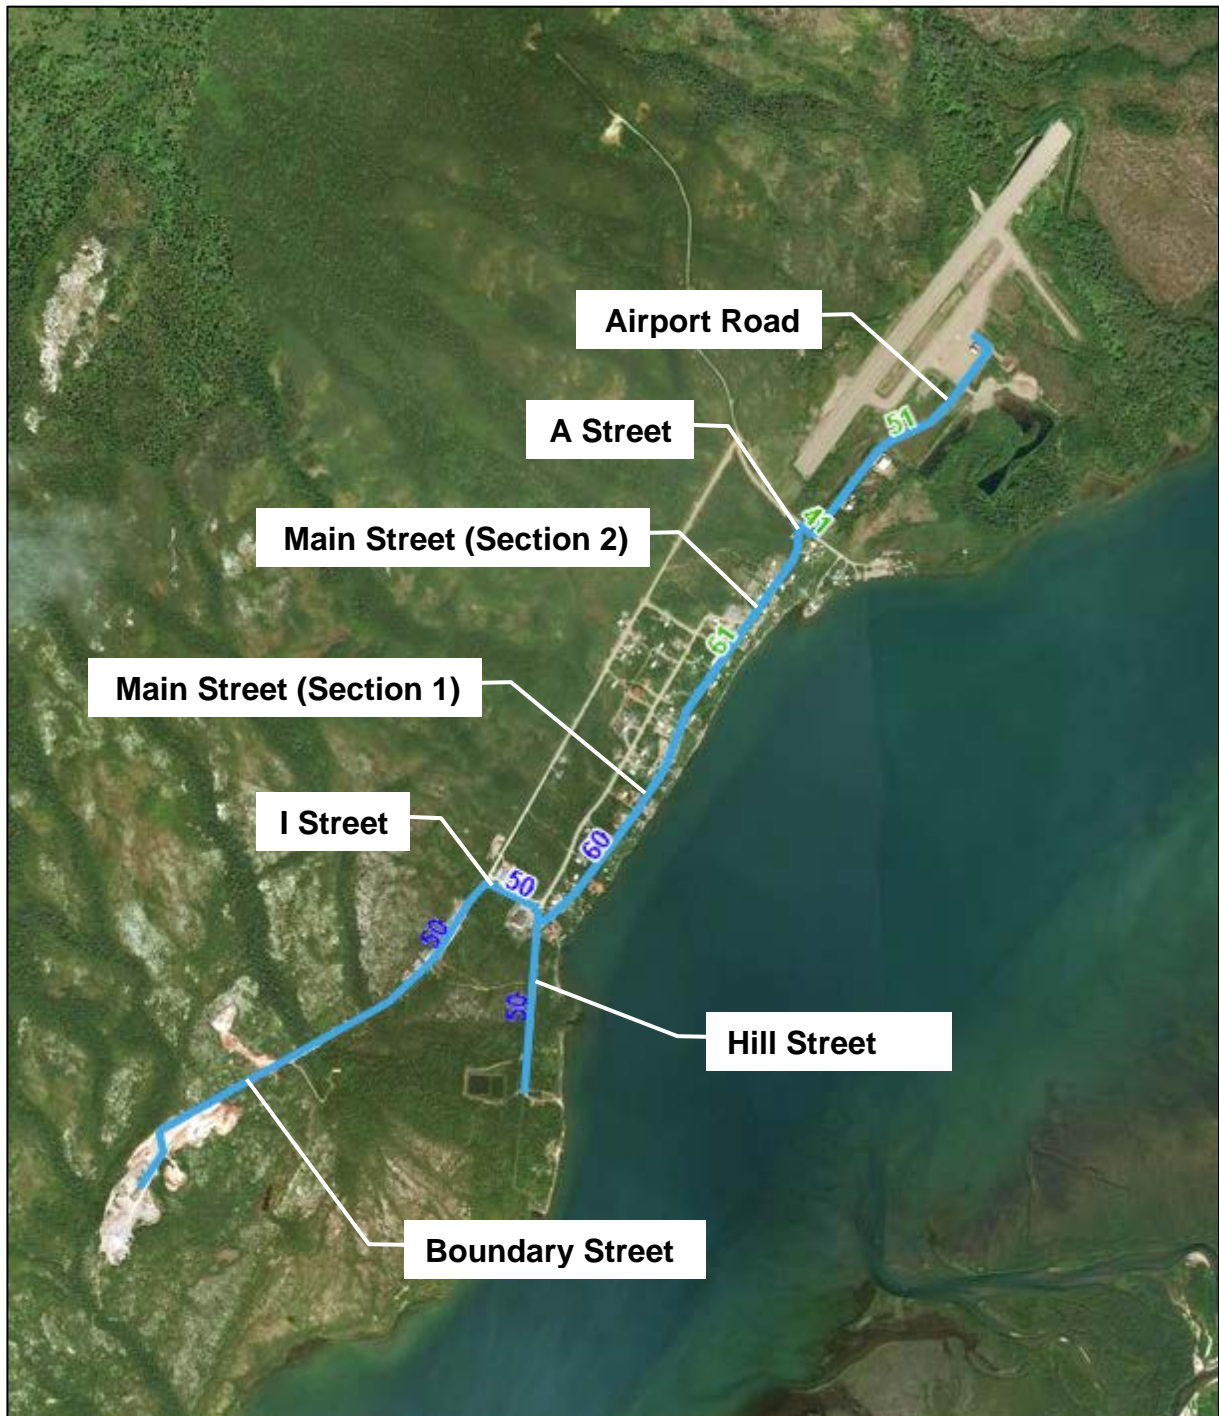 Airport Road
51
A Street
41
Main Street (Section 2)
61
Main Street (Section 1)
I Street
60
50
50
50
Hill Street
Boundary Street